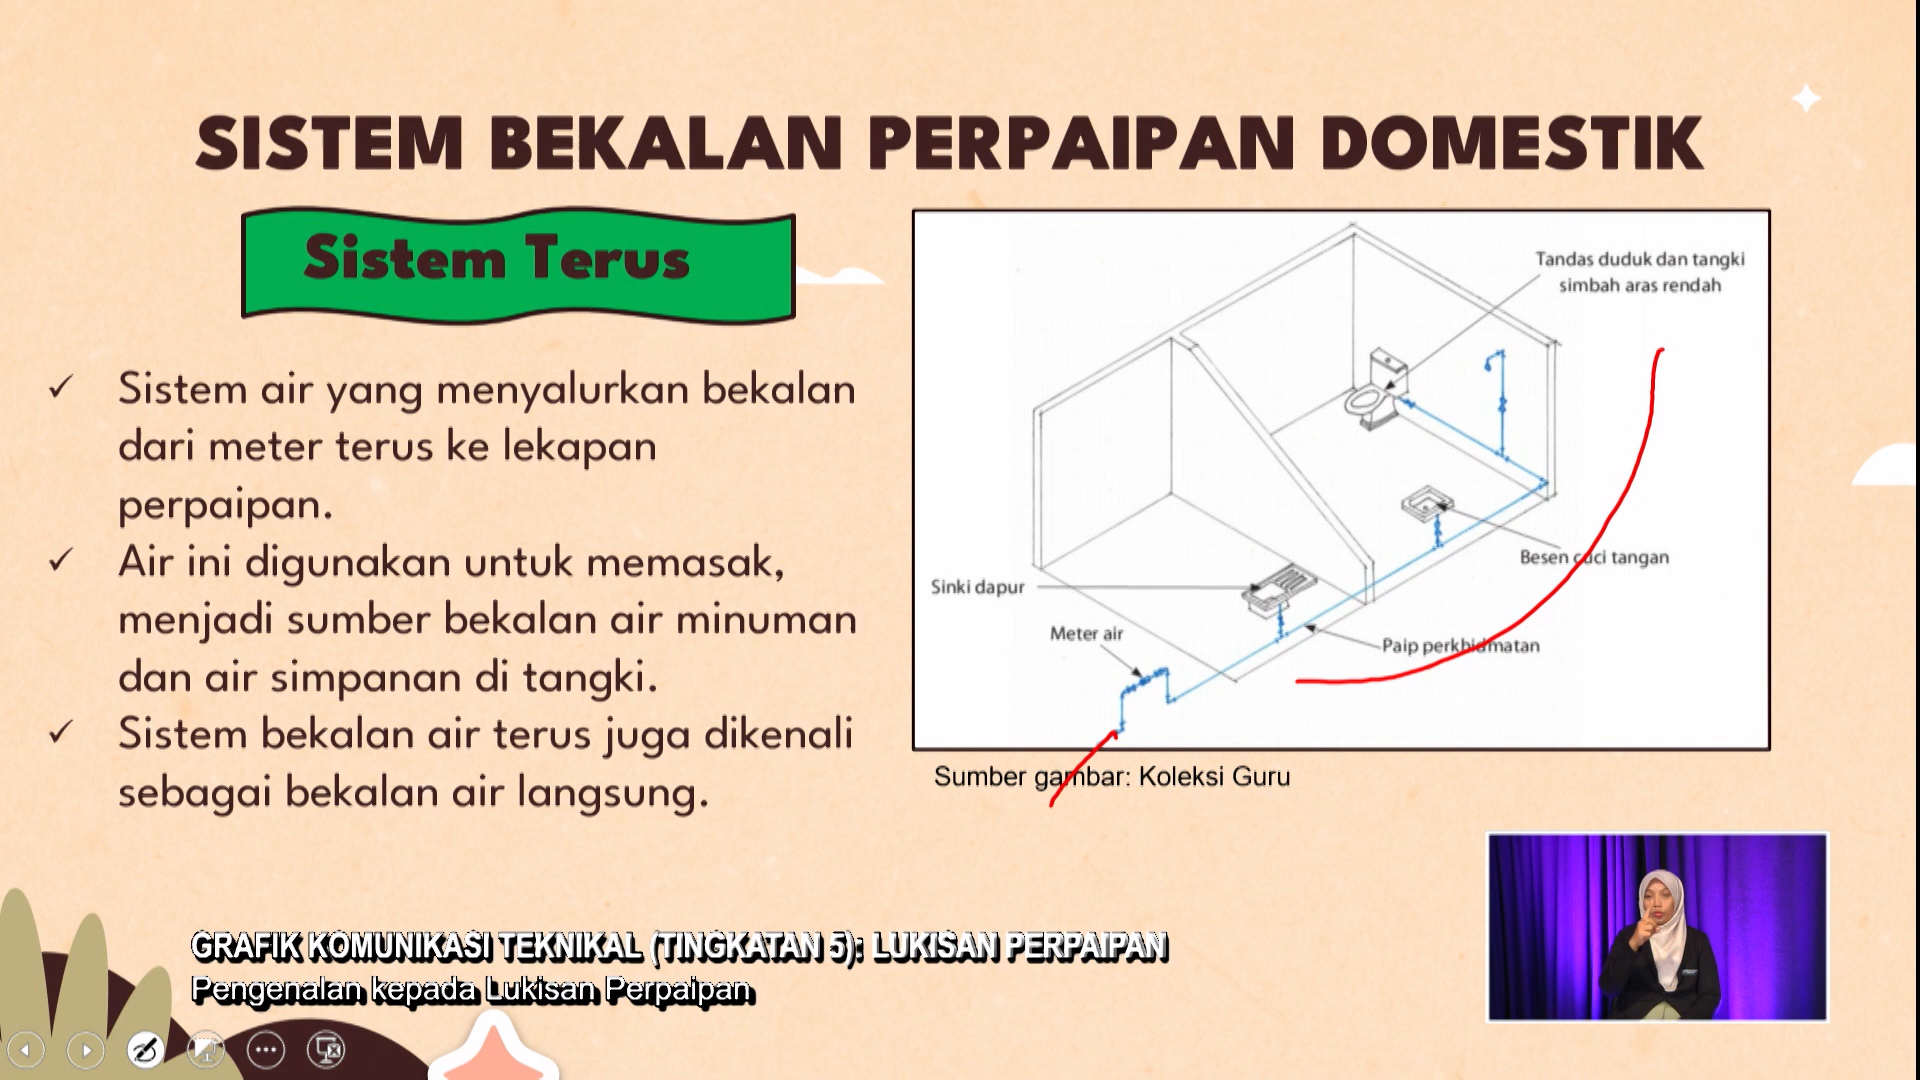 SISTEM BEKALAN PERPAIPAN DOMESTIK
Sistem Terus
✓ Sistem air yang menyalurkan bekalan
dari meter terus ke lekapan
perpaipan.
✓ Air ini digunakan untuk memasak,
menjadi sumber bekalan air minuman
dan air simpanan di tangki.
✓ Sistem bekalan air terus juga dikenali
sebagai bekalan air langsung.
Tandas duduk dan tangki
simbah aras rendah
Besen cuci tangan
Sinki dapur
Meter air
Paip perkhidmatan
Sumber gambar: Koleksi Guru
GRAFIK KOMUNIKASI TEKNIKAL (TINGKATAN 5): LUKISAN PERPAIPAN
Pengenalan kepada Lukisan Perpaipan